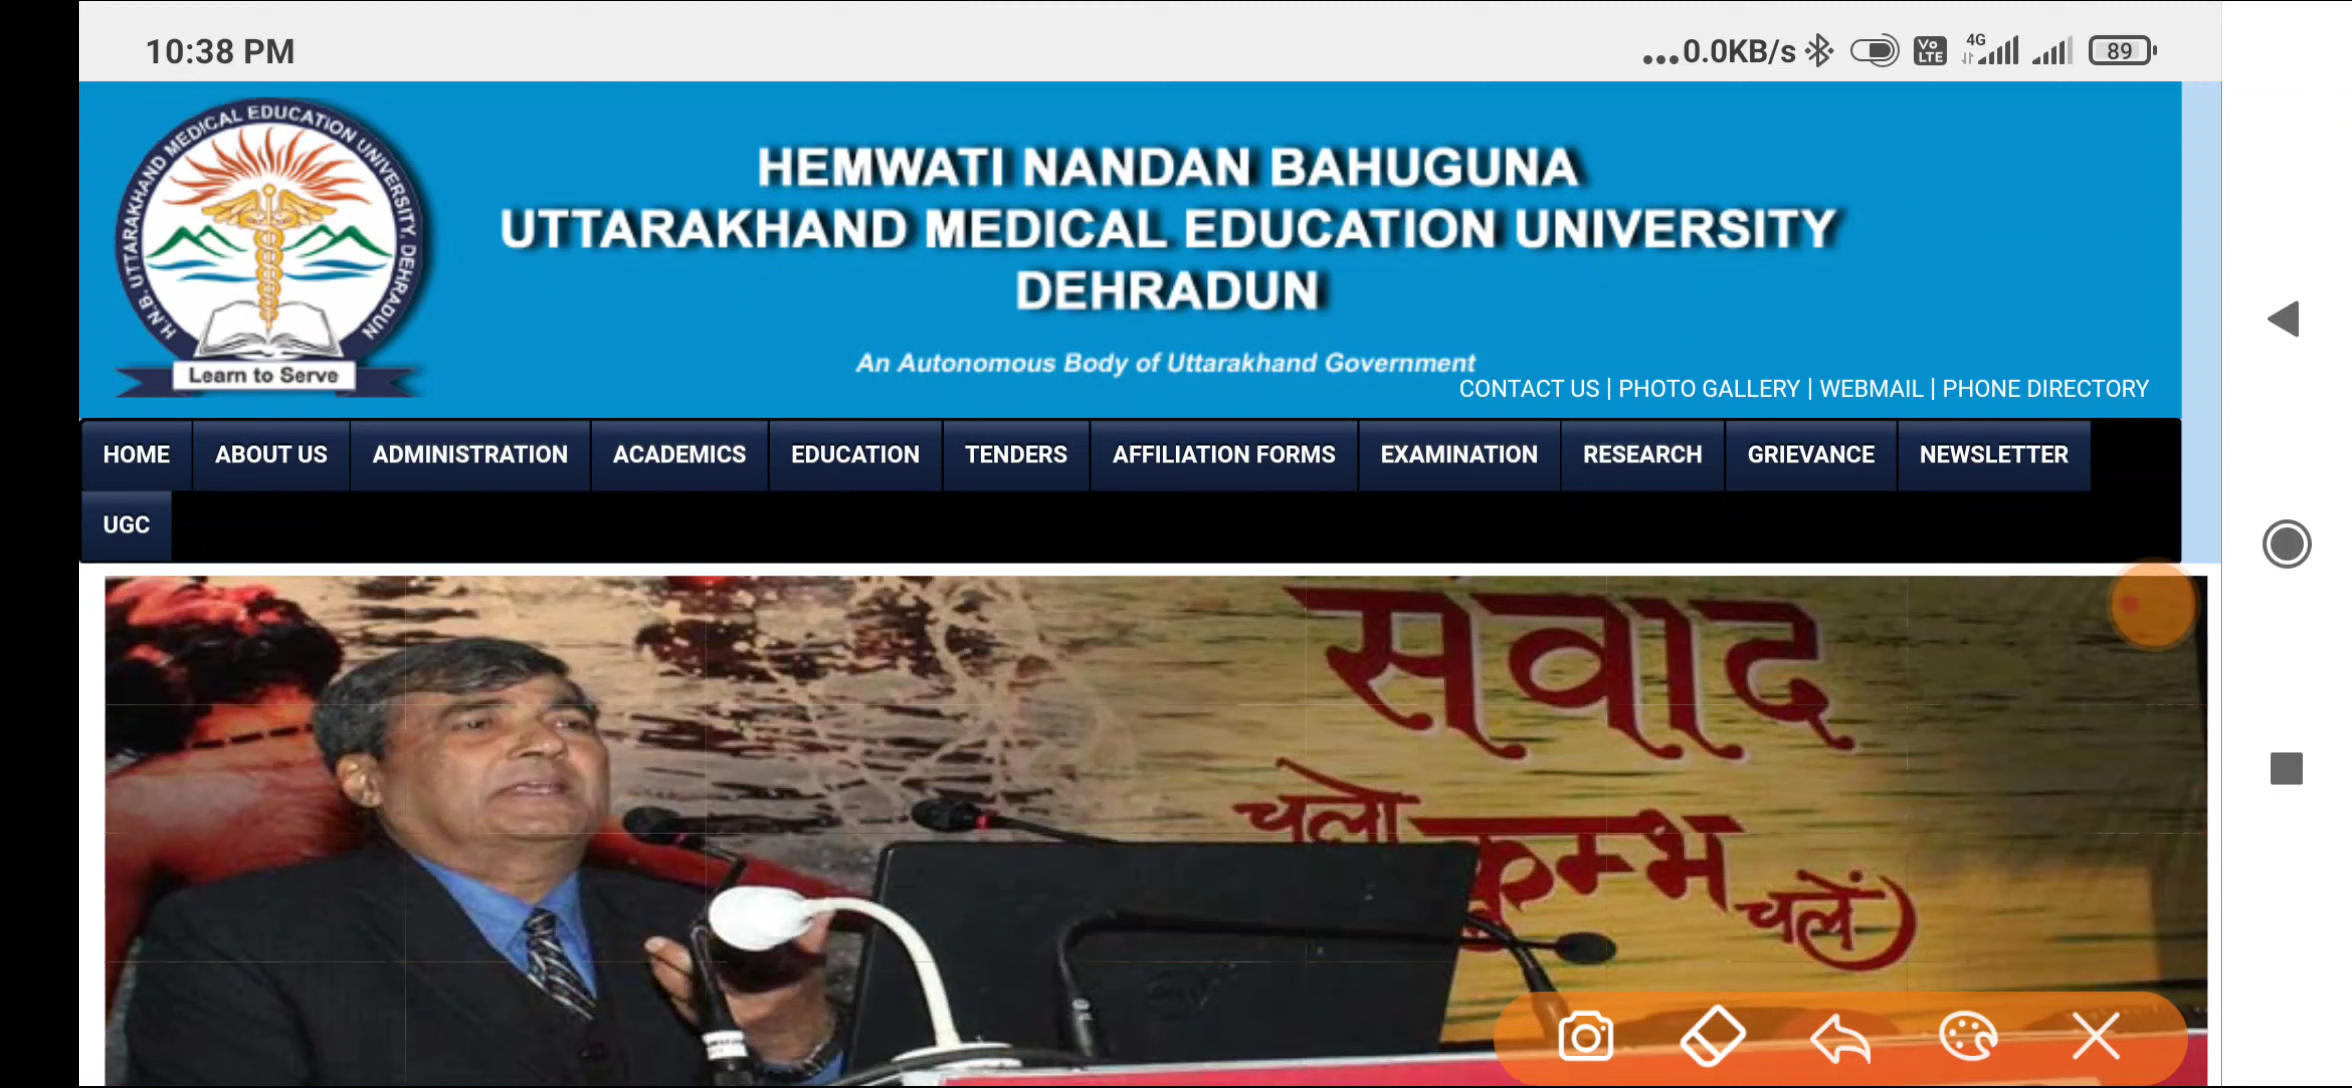 10:38 PM
...0.0KB/s Vo LTE 4G 89
H.N.B. UTTARAKHAND MEDICAL EDUCATION UNIVERSITY, DEHRADUN
Learn to Serve
HEMWATI NANDAN BAHUGUNA
UTTARAKHAND MEDICAL EDUCATION UNIVERSITY
DEHRADUN
An Autonomous Body of Uttarakhand Government
CONTACT US | PHOTO GALLERY | WEBMAIL | PHONE DIRECTORY
HOME ABOUT US ADMINISTRATION ACADEMICS EDUCATION TENDERS AFFILIATION FORMS EXAMINATION RESEARCH GRIEVANCE NEWSLETTER
UGC
संवाद
चलो
कुम्भ
चलें)